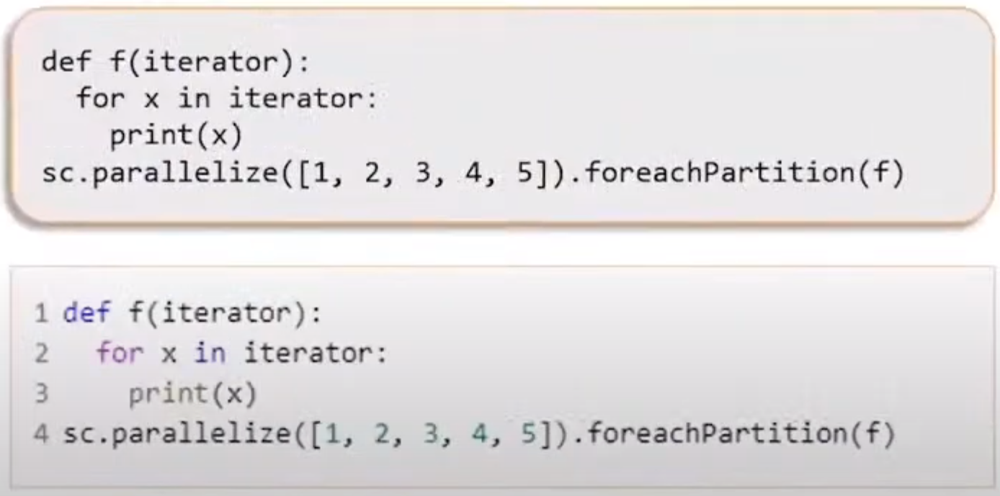 def f(iterator):
  for x in iterator:
    print(x)
sc.parallelize([1, 2, 3, 4, 5]).foreachPartition(f)
1 def f(iterator):
2   for x in iterator:
3     print(x)
4 sc.parallelize([1, 2, 3, 4, 5]).foreachPartition(f)